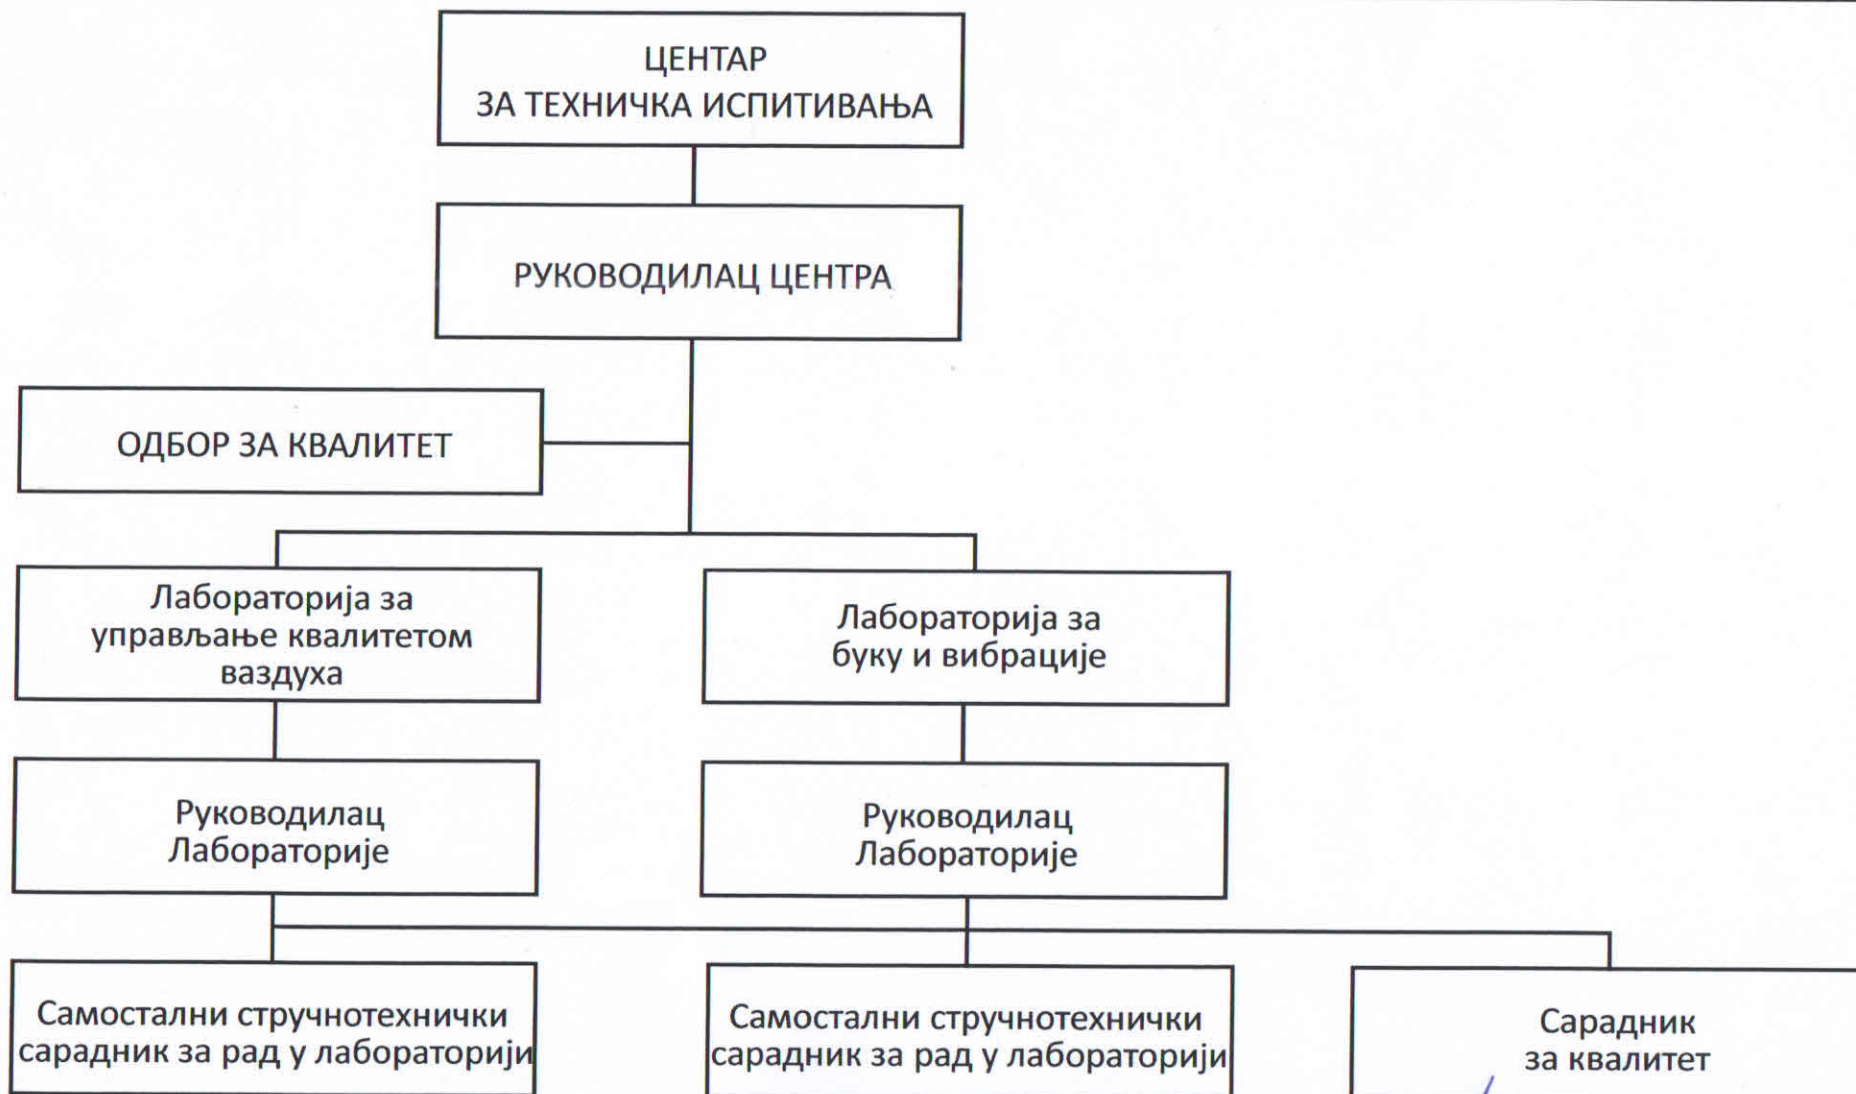 ЦЕНТАР
ЗА ТЕХНИЧКА ИСПИТИВАЊА
РУКОВОДИЛАЦ ЦЕНТРА
ОДБОР ЗА КВАЛИТЕТ
Лабораторија за
управљање квалитетом
ваздуха
Лабораторија за
буку и вибрације
Руководилац
Лабораторије
Руководилац
Лабораторије
Самостални стручнотехнички
сарадник за рад у лабораторији
Самостални стручнотехнички
сарадник за рад у лабораторији
Сарадник
за квалитет